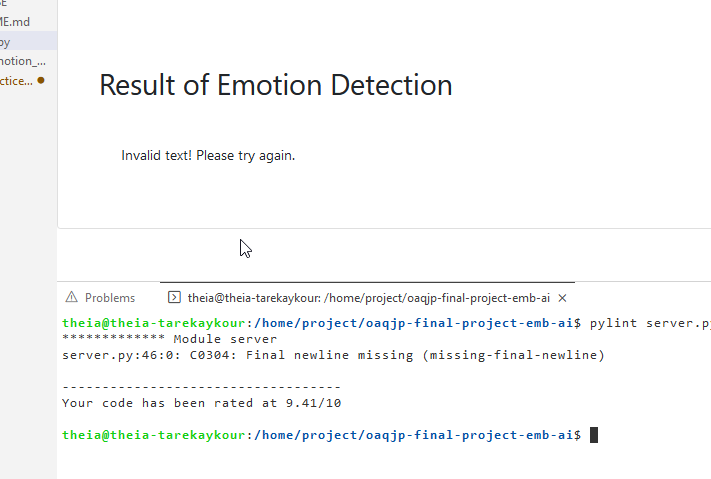 SE
ME.md
py
motion_...
ctice...
Result of Emotion Detection
Invalid text! Please try again.
Problems
theia@theia-tarekaykour: /home/project/oaqjp-final-project-emb-ai ×
theia@theia-tarekaykour:/home/project/oaqjp-final-project-emb-ai$ pylint server.py
************* Module server
server.py:46:0: C0304: Final newline missing (missing-final-newline)
-----------------------------------
Your code has been rated at 9.41/10
theia@theia-tarekaykour:/home/project/oaqjp-final-project-emb-ai$